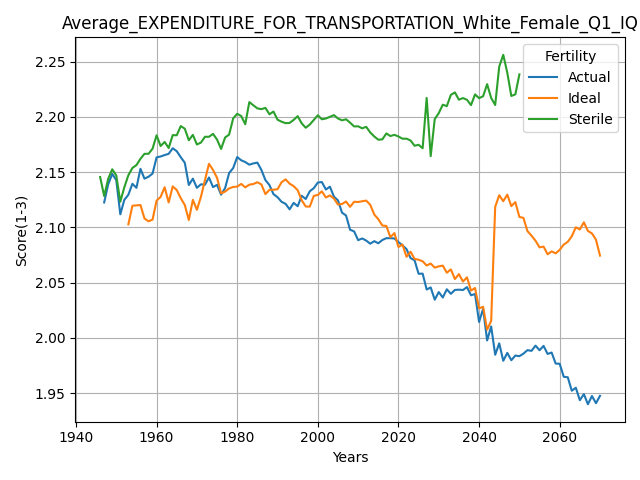 Average_EXPENDITURE_FOR_TRANSPORTATION_White_Female_Q1_IQ
Fertility
Actual
Ideal
Sterile
Score(1-3)
2.25
2.20
2.15
2.10
2.05
2.00
1.95
1940 1960 1980 2000 2020 2040 2060
Years